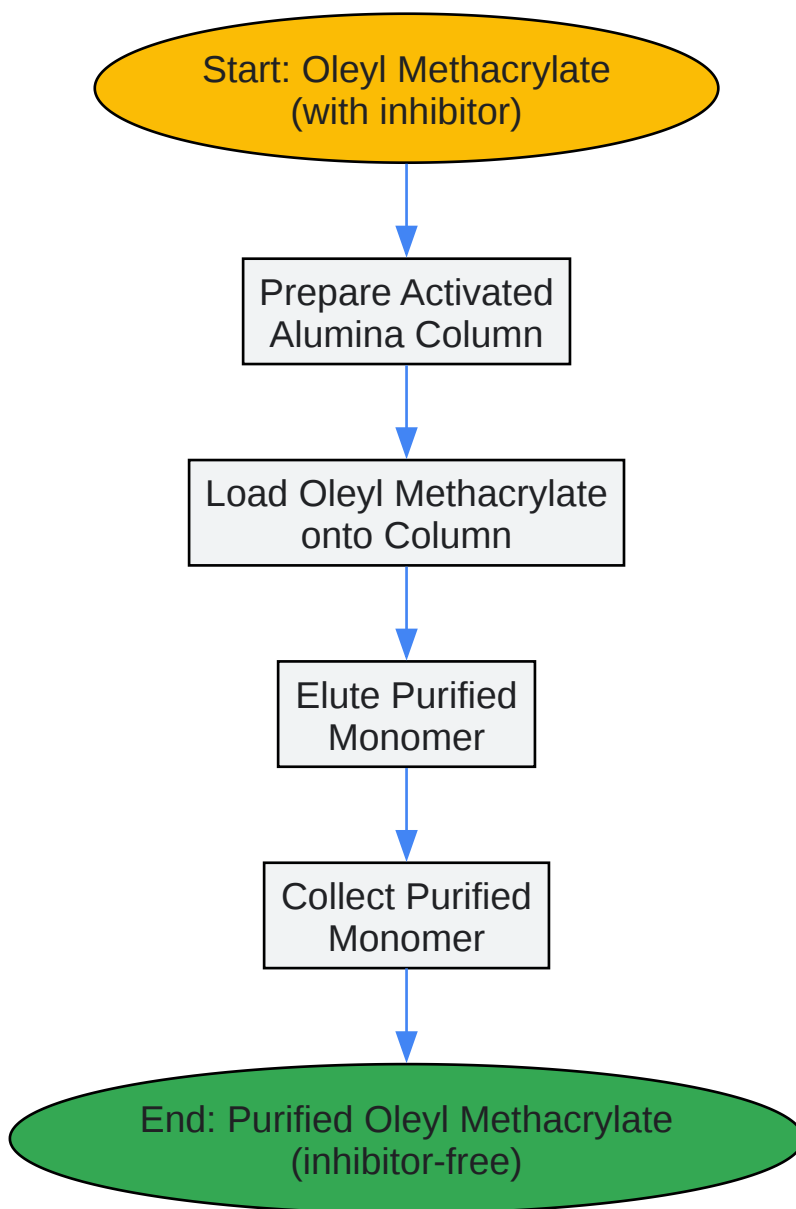 Start: Oleyl Methacrylate
(with inhibitor)
Prepare Activated
Alumina Column
Load Oleyl Methacrylate
onto Column
Elute Purified
Monomer
Collect Purified
Monomer
End: Purified Oleyl Methacrylate
(inhibitor-free)